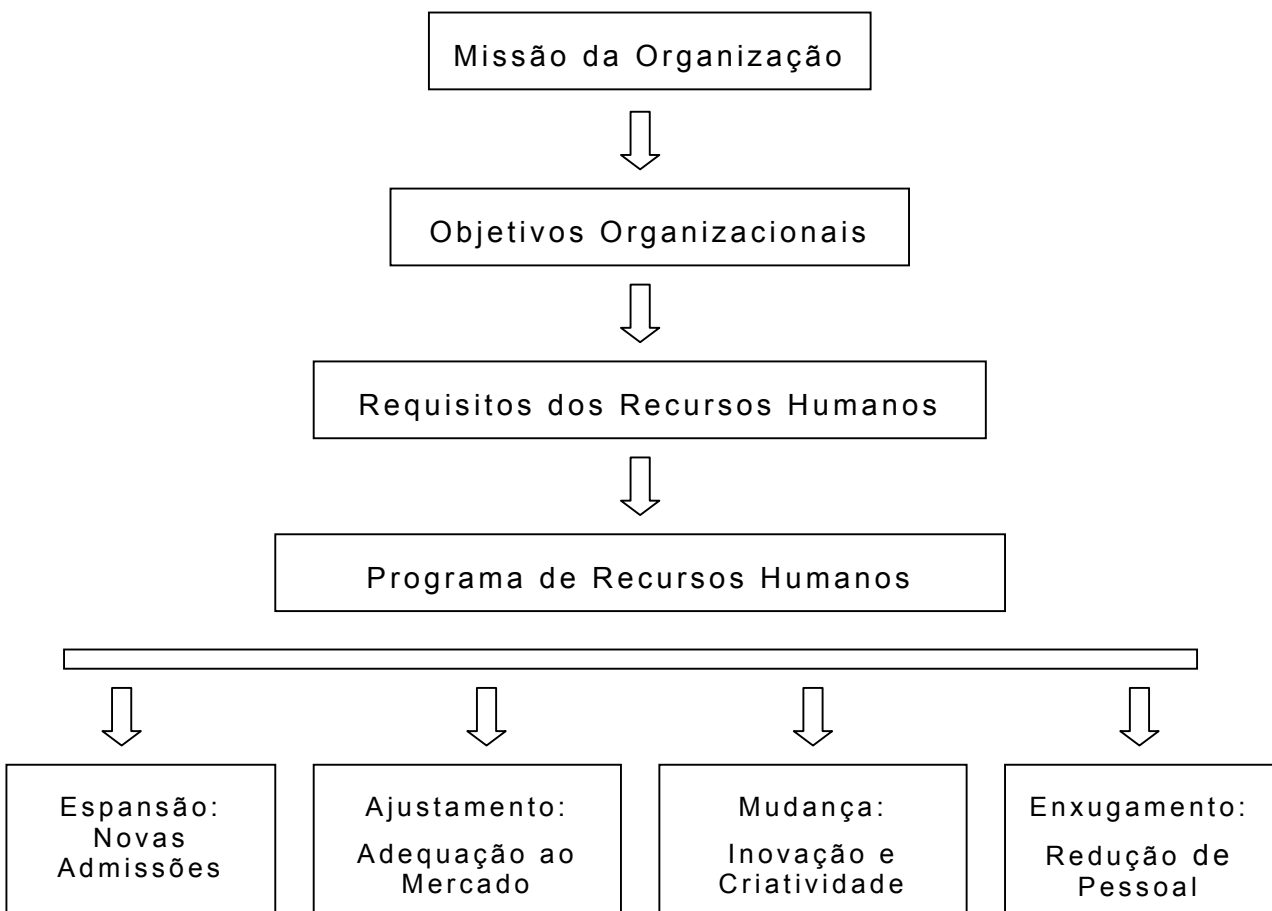 Missão da Organização
Objetivos Organizacionais
Requisitos dos Recursos Humanos
Programa de Recursos Humanos
Espansão:
Novas
Admissões
Ajustamento:
Adequação ao
Mercado
Mudança:
Inovação e
Criatividade
Enxugamento:
Redução de
Pessoal